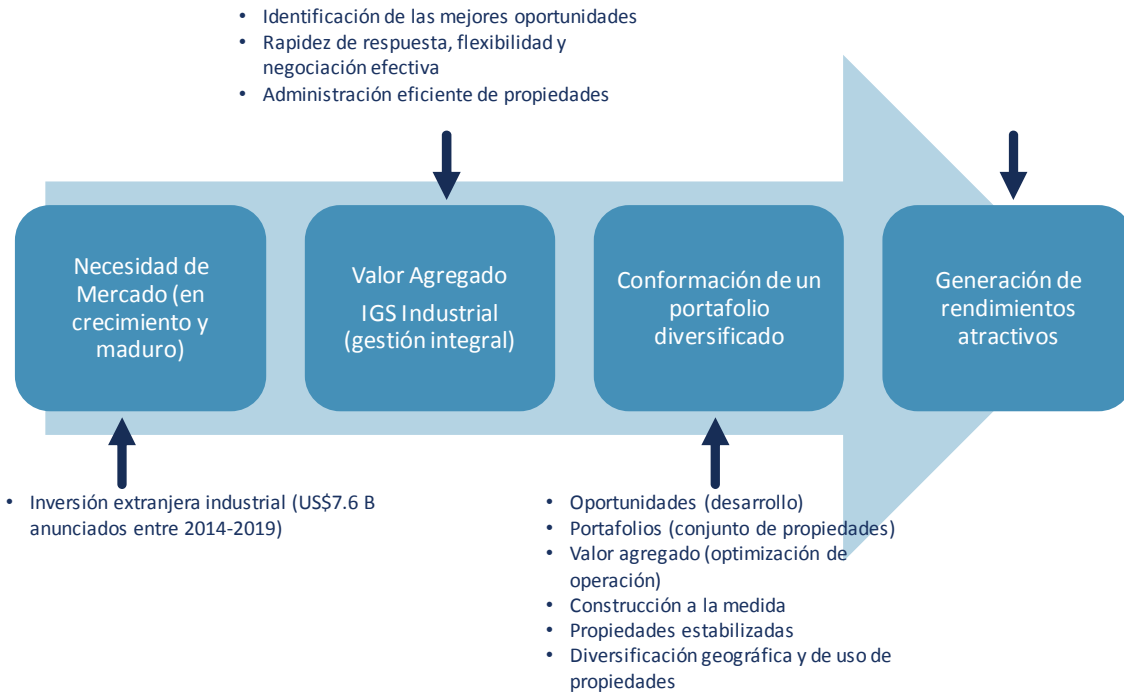 • Identificación de las mejores oportunidades
• Rapidez de respuesta, flexibilidad y
negociación efectiva
• Administración eficiente de propiedades
Necesidad de
Mercado (en
crecimiento y
maduro)
Valor Agregado
IGS Industrial
(gestión integral)
Conformación de un
portafolio
diversificado
Generación de
rendimientos
atractivos
• Inversión extranjera industrial (US$7.6 B
anunciados entre 2014-2019)
• Oportunidades (desarrollo)
• Portafolios (conjunto de propiedades)
• Valor agregado (optimización de
operación)
• Construcción a la medida
• Propiedades estabilizadas
• Diversificación geográfica y de uso de
propiedades